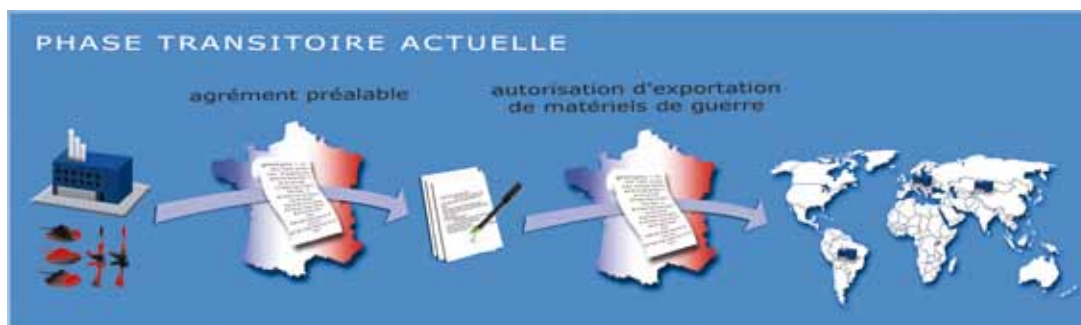 PHASE TRANSITOIRE ACTUELLE
agrément préalable
autorisation d'exportation
de matériels de guerre